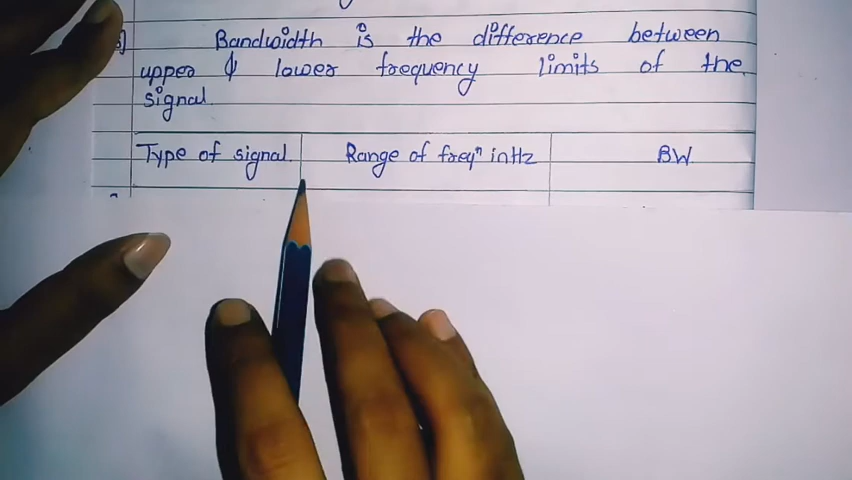 Bandwidth is the difference between
upper & lower frequency limits of the
signal.
Type of signal Range of freqⁿ in Hz BW